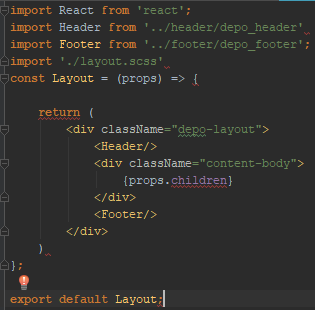 import React from 'react';
import Header from '../header/depo_header'
import Footer from '../footer/depo_footer';
import './layout.scss'
const Layout = (props) => {
return (
<div className="depo-layout">
<Header/>
<div className="content-body">
{props.children}
</div>
<Footer/>
</div>
)
};
export default Layout;